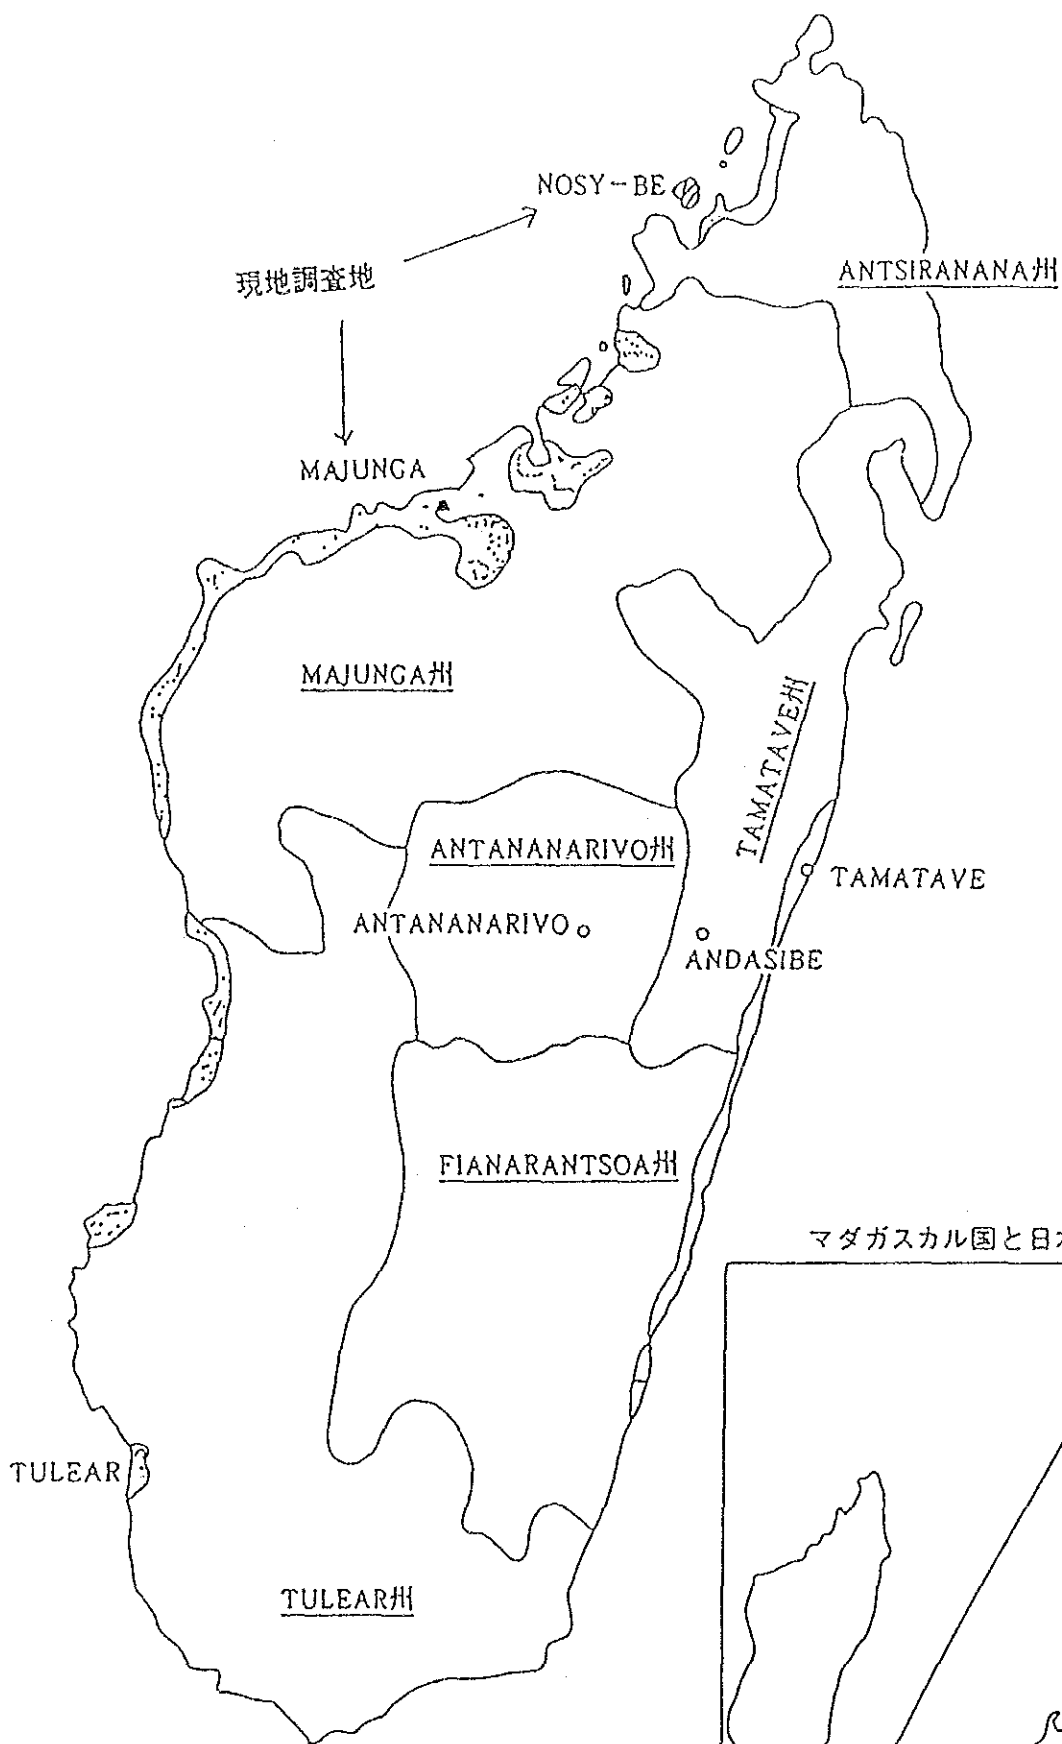 NOSY-BE
現地調査地
ANTSIRANANA州
MAJUNGA
MAJUNGA州
TAMATAVE州
ANTANANARIVO州
TAMATAVE
ANTANANARIVO
ANDASIBE
FIANARANTSOA州
マダガスカル国と日
TULEAR
TULEAR州